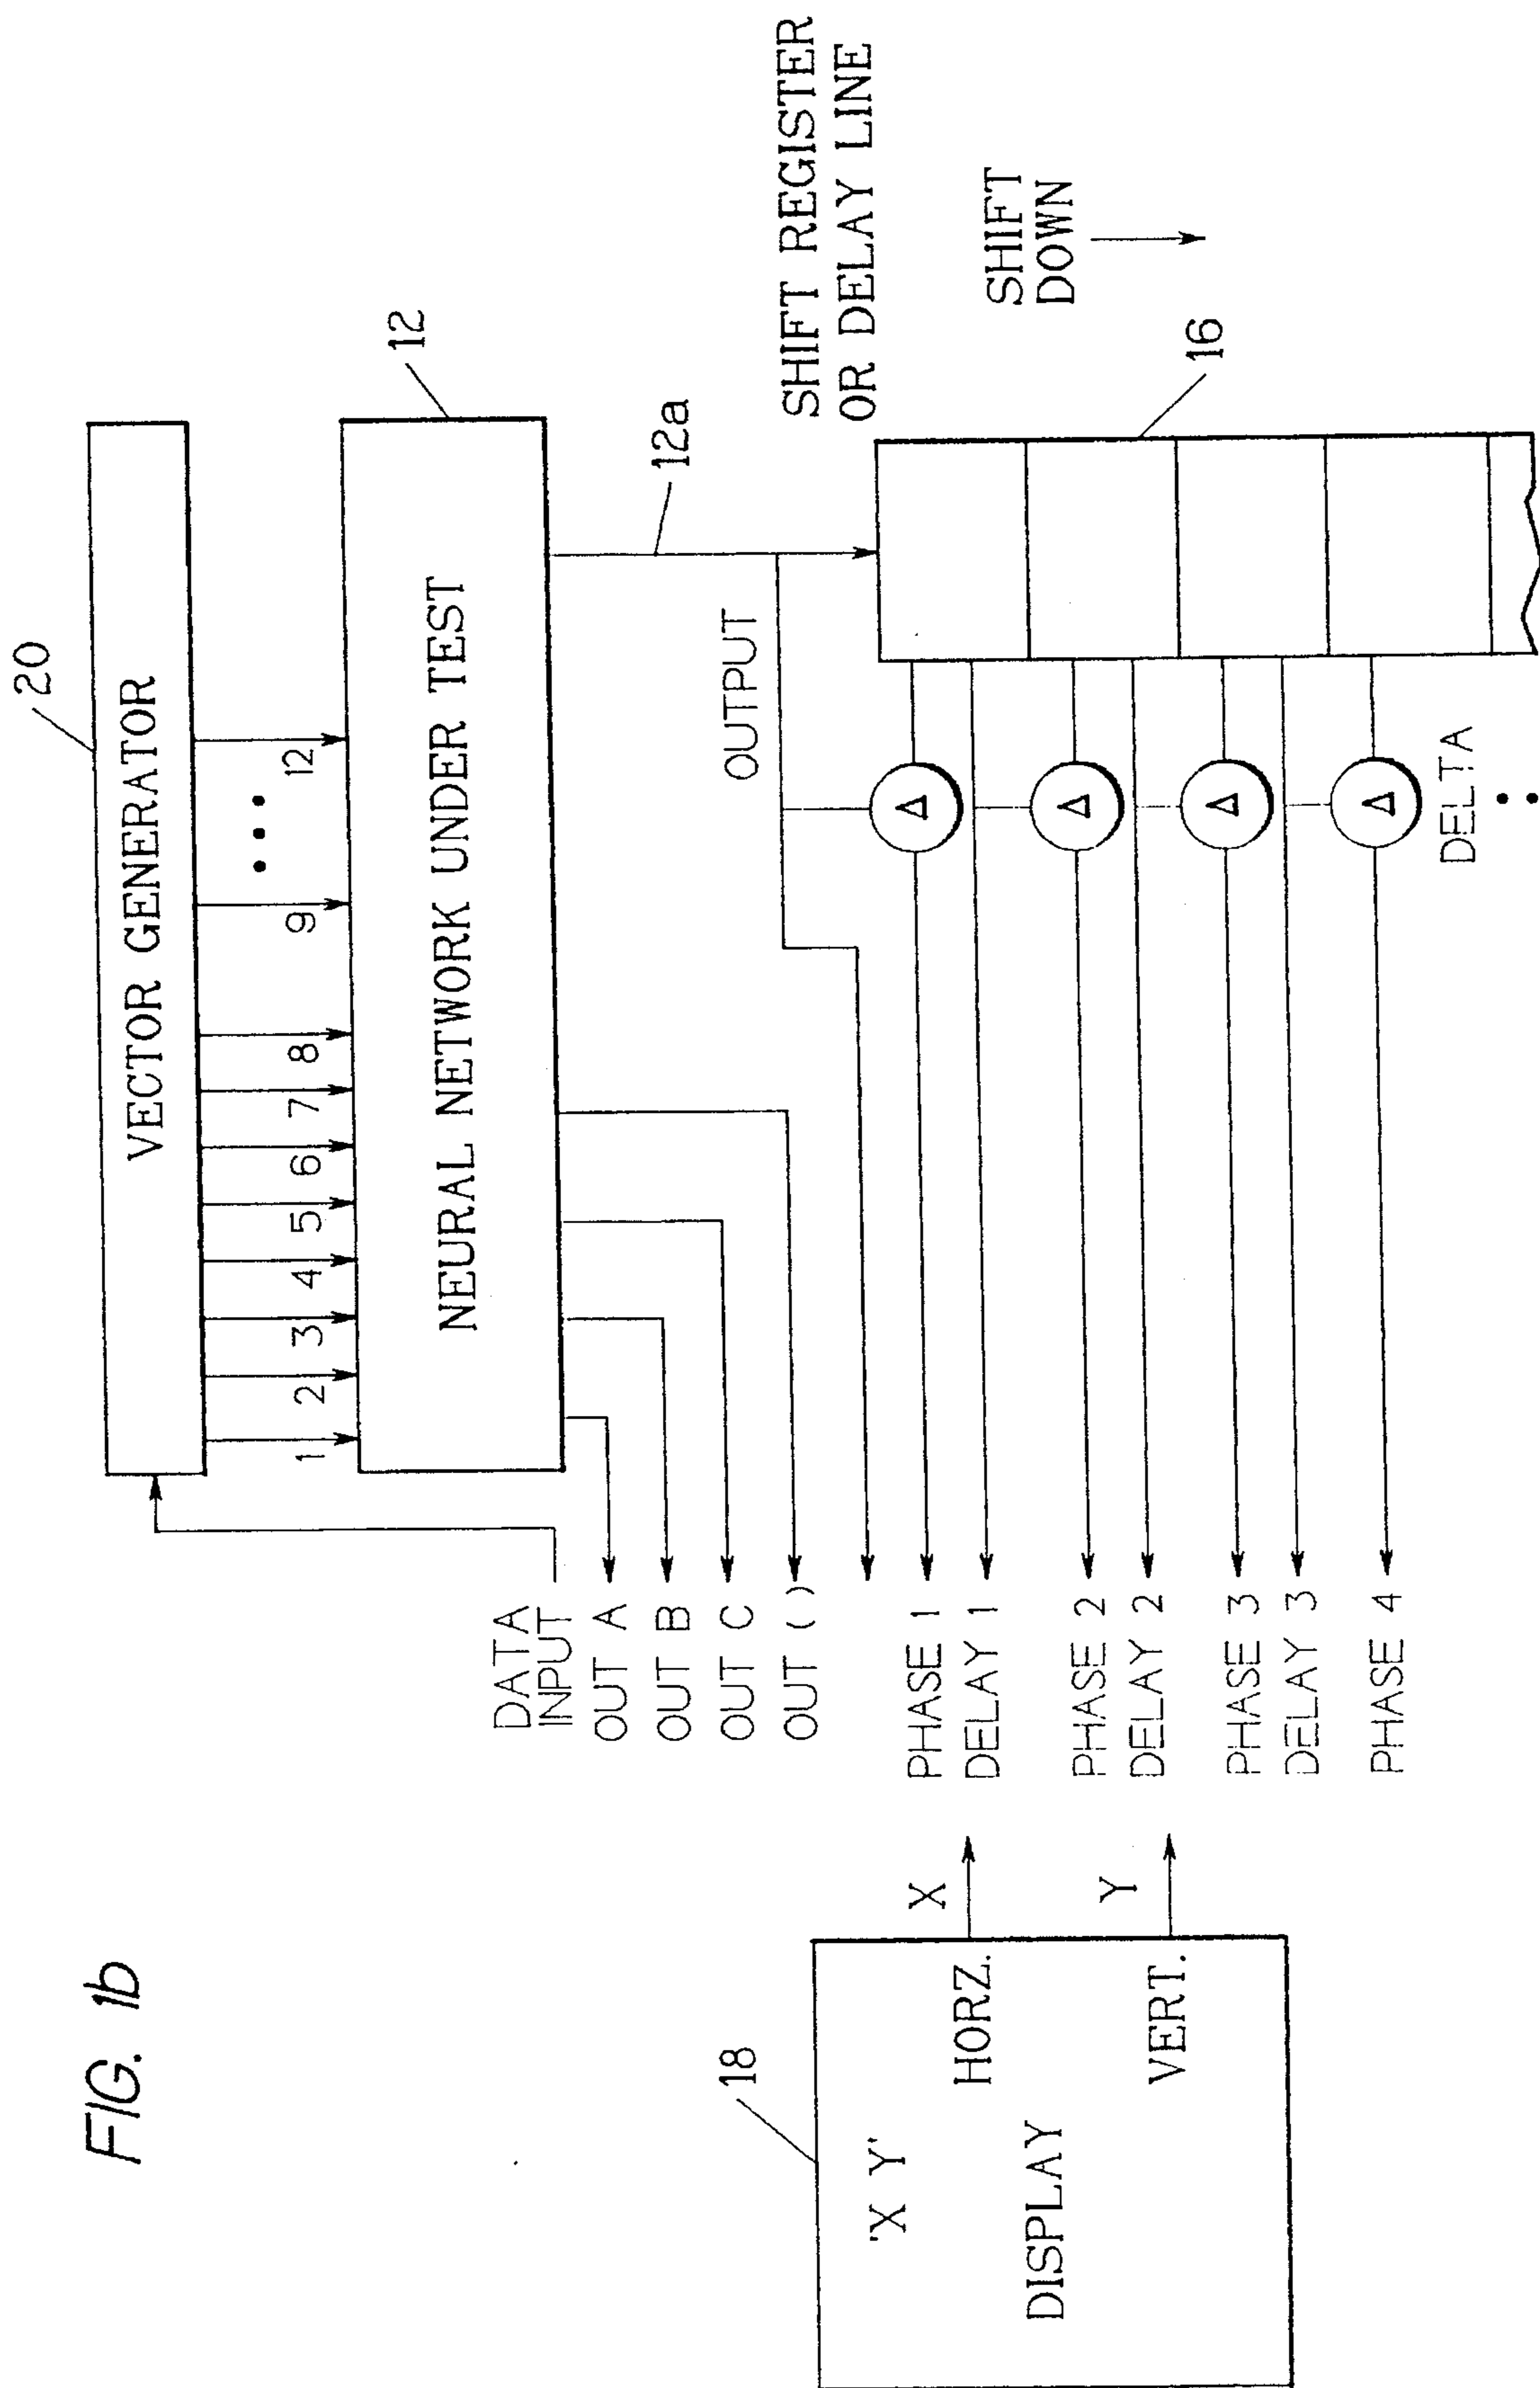 FIG. 1b
20
VECTOR GENERATOR
1 2 3 4 5 6 7 8 9 ••• 12
12
NEURAL NETWORK UNDER TEST
12a
DATA
INPUT
OUT A
OUT B
OUT C
OUT ( )
OUTPUT
SHIFT REGISTER
OR DELAY LINE
SHIFT
DOWN
16
PHASE 1
Δ
DELAY 1
PHASE 2
Δ
DELAY 2
PHASE 3
Δ
DELAY 3
PHASE 4
Δ
DELTA
18
'X Y'
DISPLAY
HORZ.
X
VERT.
Y